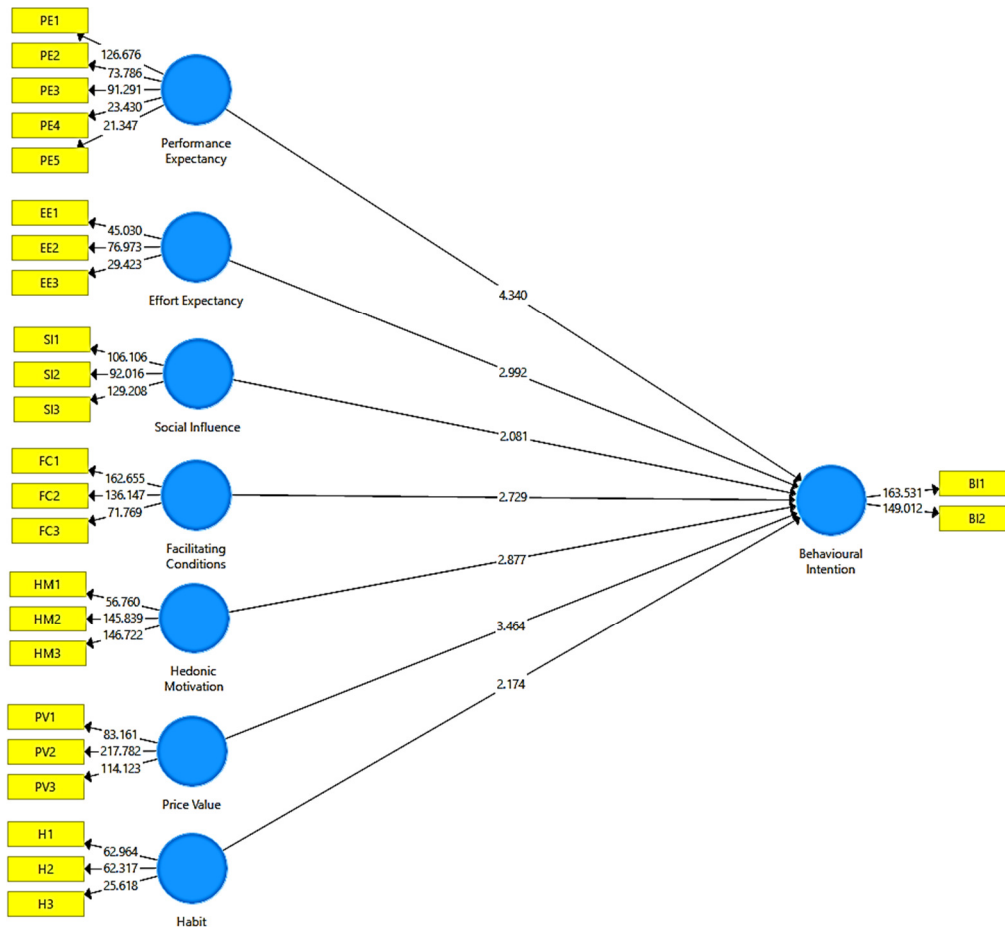 PE1
126.676
PE2
73.786
PE3
91.291
PE4
23.430
PE5
21.347
Performance
Expectancy
EE1
45.030
EE2
76.973
EE3
29.423
Effort Expectancy
SI1
106.106
SI2
92.016
SI3
129.208
Social Influence
FC1
162.655
FC2
136.147
FC3
71.769
Facilitating
Conditions
HM1
56.760
HM2
145.839
HM3
146.722
Hedonic
Motivation
PV1
83.161
PV2
217.782
PV3
114.123
Price Value
H1
62.964
H2
62.317
H3
25.618
Habit
4.340
2.992
2.081
2.729
2.877
3.464
2.174
Behavioural
Intention
163.531
BI1
149.012
BI2